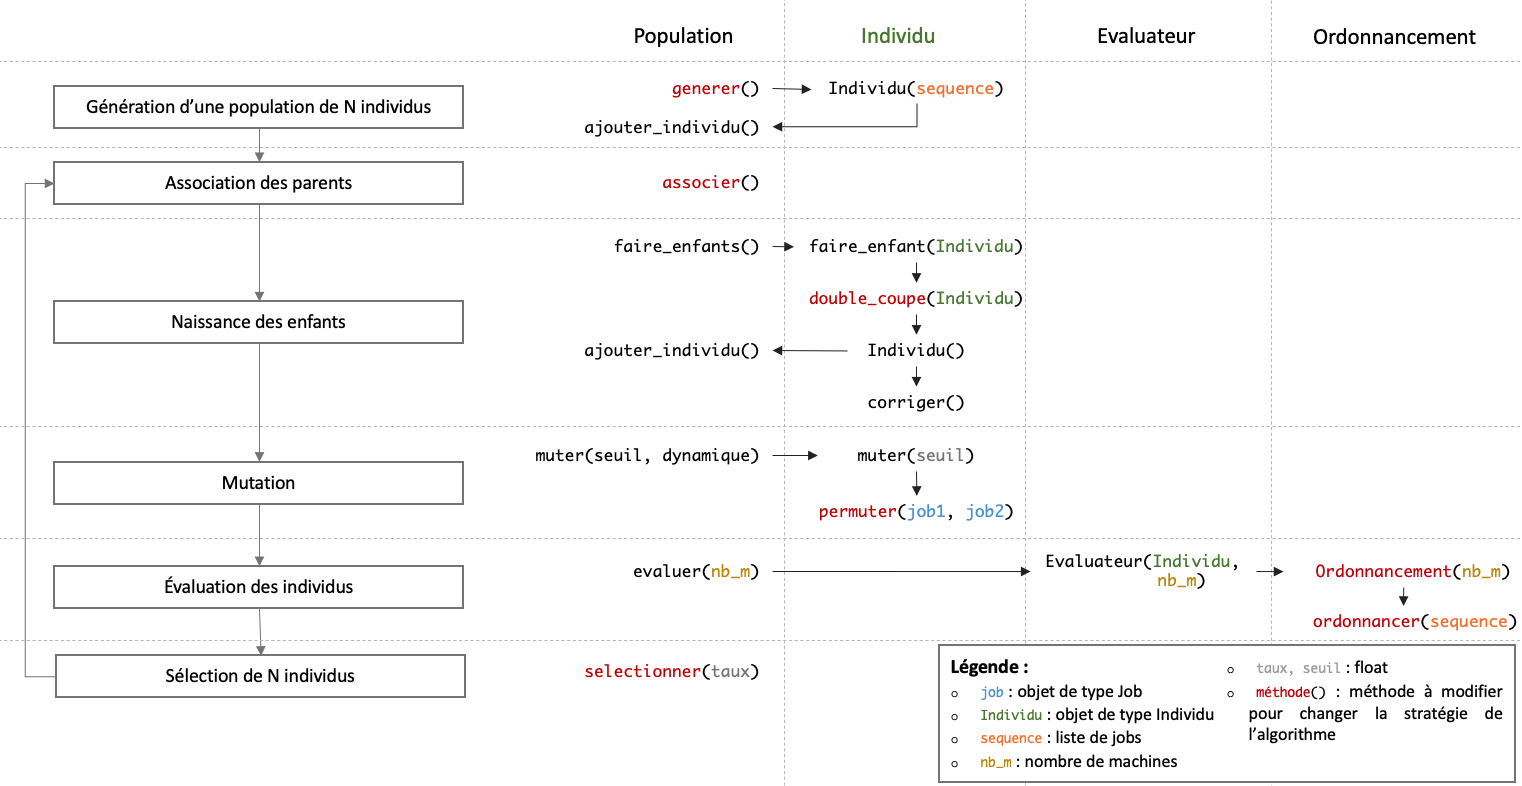 Population
Individu
Evaluateur
Ordonnancement
Génération d’une population de N individus
generer()
Individu(sequence)
ajouter_individu()
Association des parents
associer()
faire_enfants()
faire_enfant(Individu)
double_coupe(Individu)
Naissance des enfants
ajouter_individu()
Individu()
corriger()
muter(seuil, dynamique)
muter(seuil)
Mutation
permuter(job1, job2)
Évaluation des individus
evaluer(nb_m)
Evaluateur(Individu,
nb_m)
Ordonnancement(nb_m)
ordonnancer(sequence)
Sélection de N individus
selectionner(taux)
Légende :
job : objet de type Job
Individu : objet de type Individu
sequence : liste de jobs
nb_m : nombre de machines
taux, seuil : float
méthode() : méthode à modifier
pour changer la stratégie de
l’algorithme